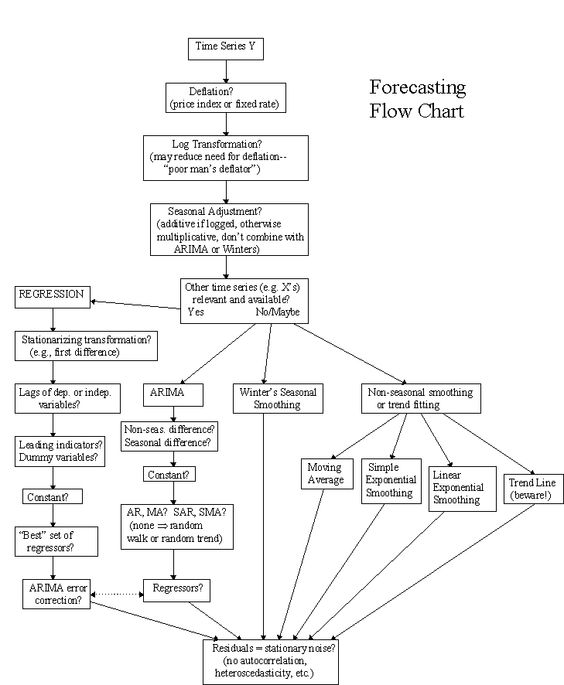 Time Series Y
Forecasting
Flow Chart
Deflation?
(price index or fixed rate)
Log Transformation?
(may reduce need for deflation--
“poor man’s deflator”)
Seasonal Adjustment?
(additive if logged, otherwise
multiplicative, don’t combine with
ARIMA or Winters)
Other time series (e.g. X’s)
relevant and available?
Yes No/Maybe
REGRESSION
Stationarizing transformation?
(e.g., first difference)
Lags of dep. or indep.
variables?
Leading indicators?
Dummy variables?
Constant?
“Best” set of
regressors?
ARIMA error
correction?
ARIMA
Non-seas. difference?
Seasonal difference?
Constant?
AR, MA? SAR, SMA?
(none ⇒ random
walk or random trend)
Regressors?
Winter’s Seasonal
Smoothing
Non-seasonal smoothing
or trend fitting
Moving
Average
Simple
Exponential
Smoothing
Linear
Exponential
Smoothing
Trend Line
(beware!)
Residuals = stationary noise?
(no autocorrelation,
heteroscedasticity, etc.)